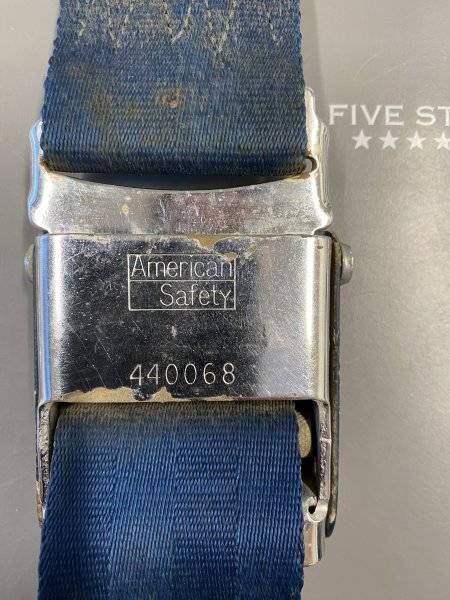 FIVE ST
★★★★
American
Safety
440068